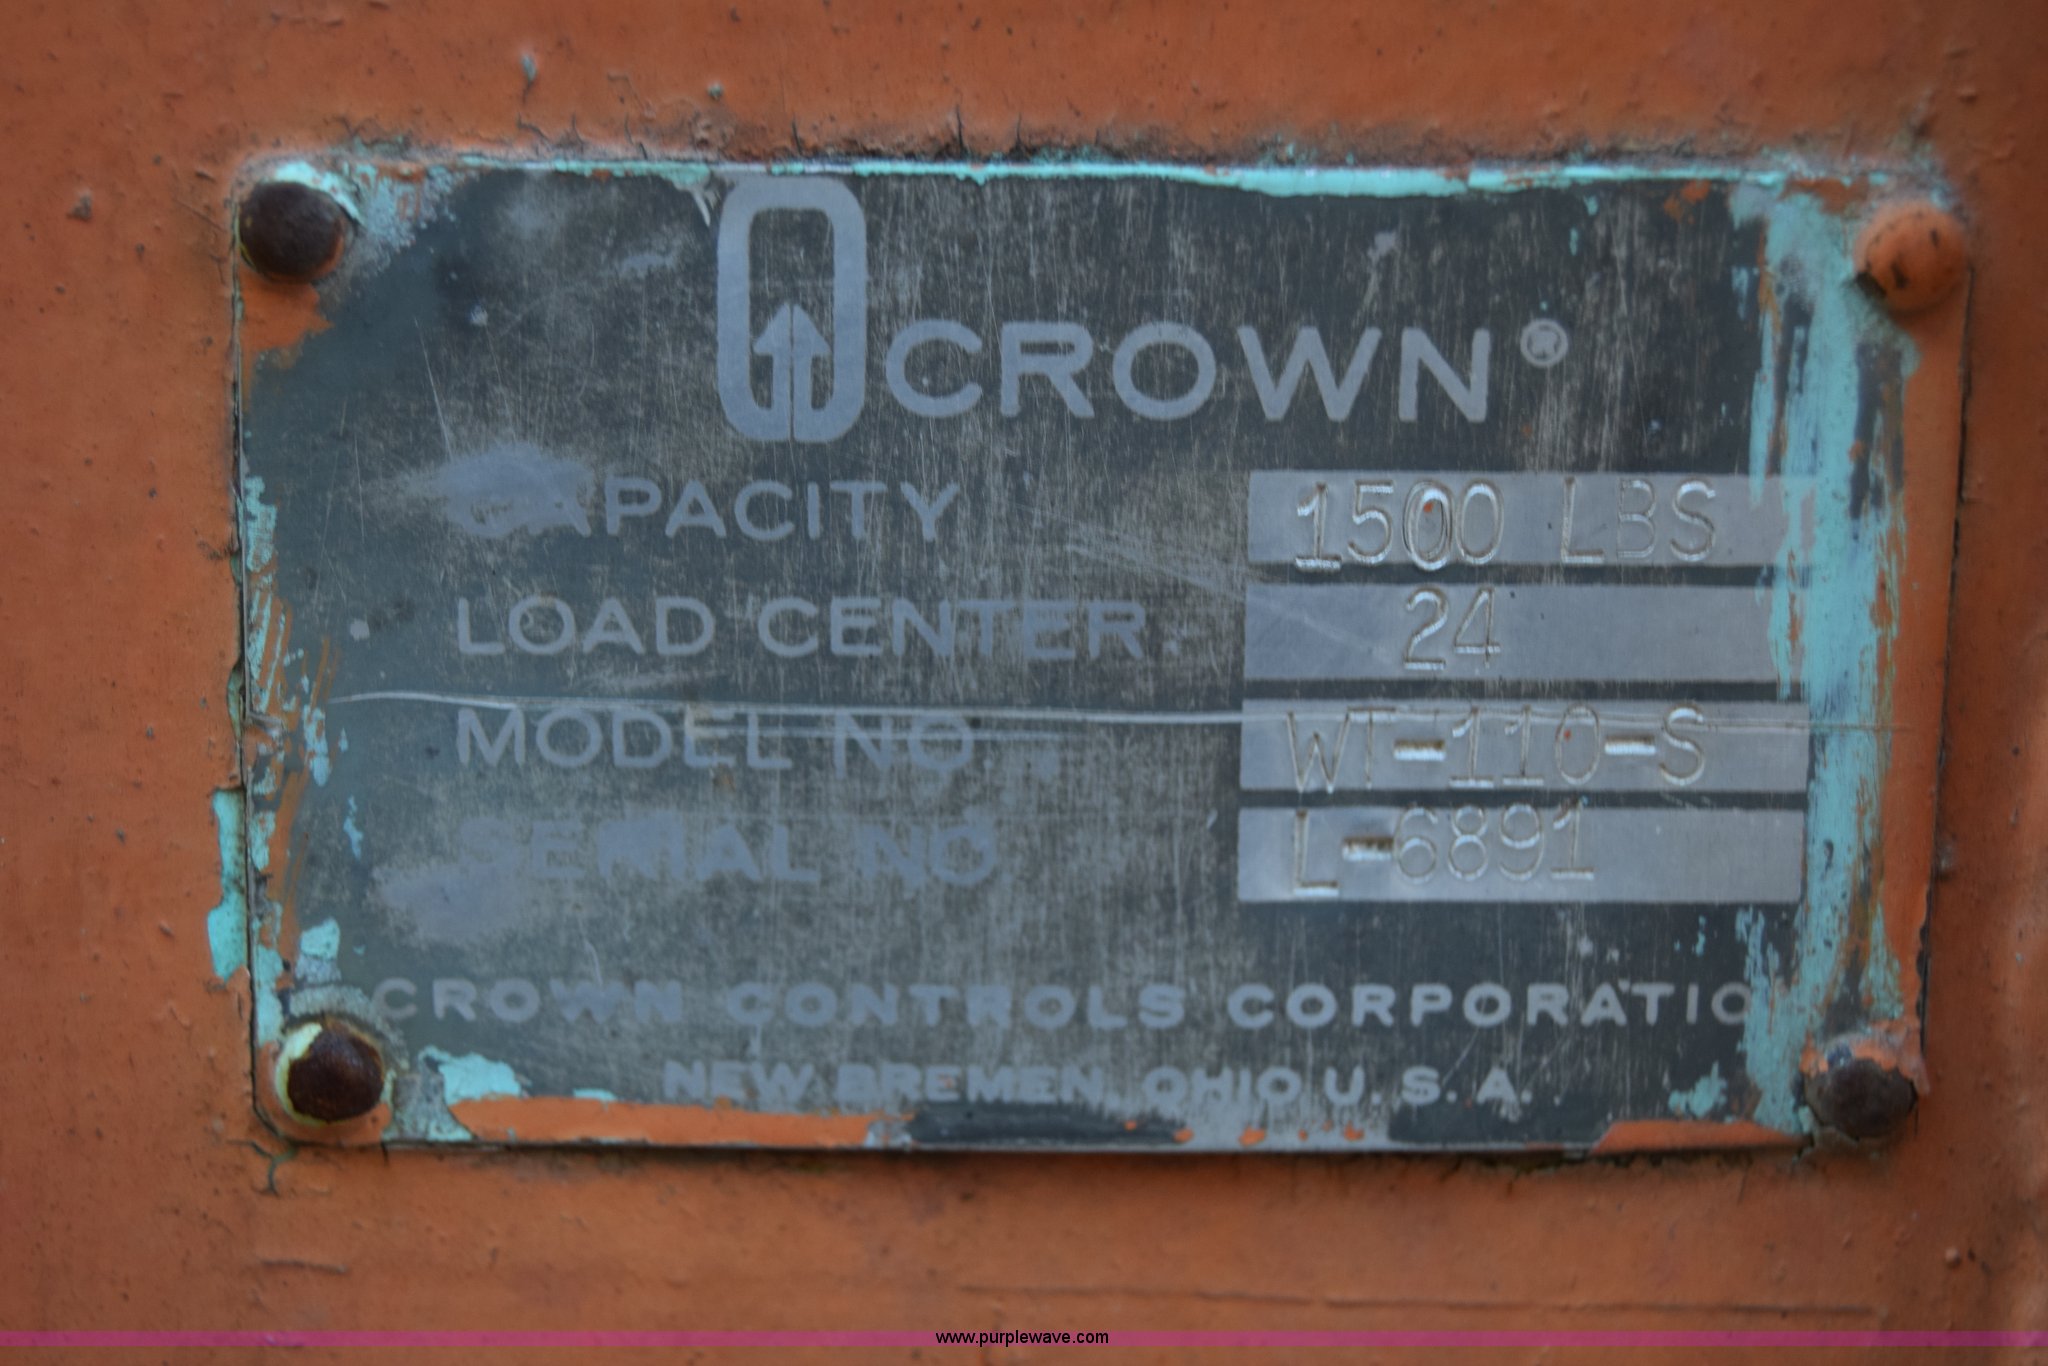 CROWN®
CAPACITY 1500 LBS
LOAD CENTER. 24
MODEL NO WT-110-S
SERIAL NO L-6891
CROWN CONTROLS CORPORATIO
NEW BREMEN, OHIO U.S.A.
www.purplewave.com